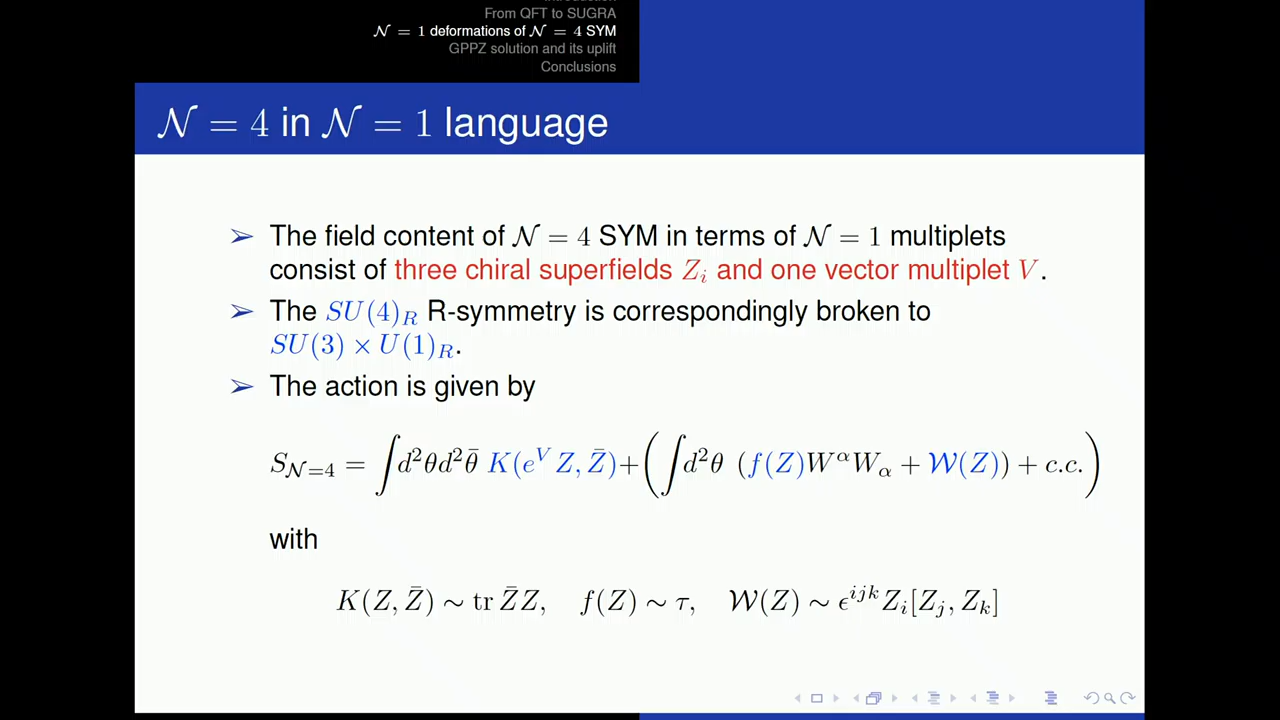 Introduction
From QFT to SUGRA
𝒩 = 1 deformations of 𝒩 = 4 SYM
GPPZ solution and its uplift
Conclusions
𝒩 = 4 in 𝒩 = 1 language
➢ The field content of 𝒩 = 4 SYM in terms of 𝒩 = 1 multiplets
consist of three chiral superfields Z_i and one vector multiplet V.
➢ The SU(4)_R R-symmetry is correspondingly broken to
SU(3) × U(1)_R.
➢ The action is given by
S_{𝒩=4} = ∫d²θd²θ̄ K(e^V Z, Z̄)+(∫d²θ (f(Z)W^αW_α + 𝒲(Z)) + c.c.)
with
K(Z, Z̄) ∼ tr Z̄Z, f(Z) ∼ τ, 𝒲(Z) ∼ ϵ^{ijk}Z_i[Z_j, Z_k]